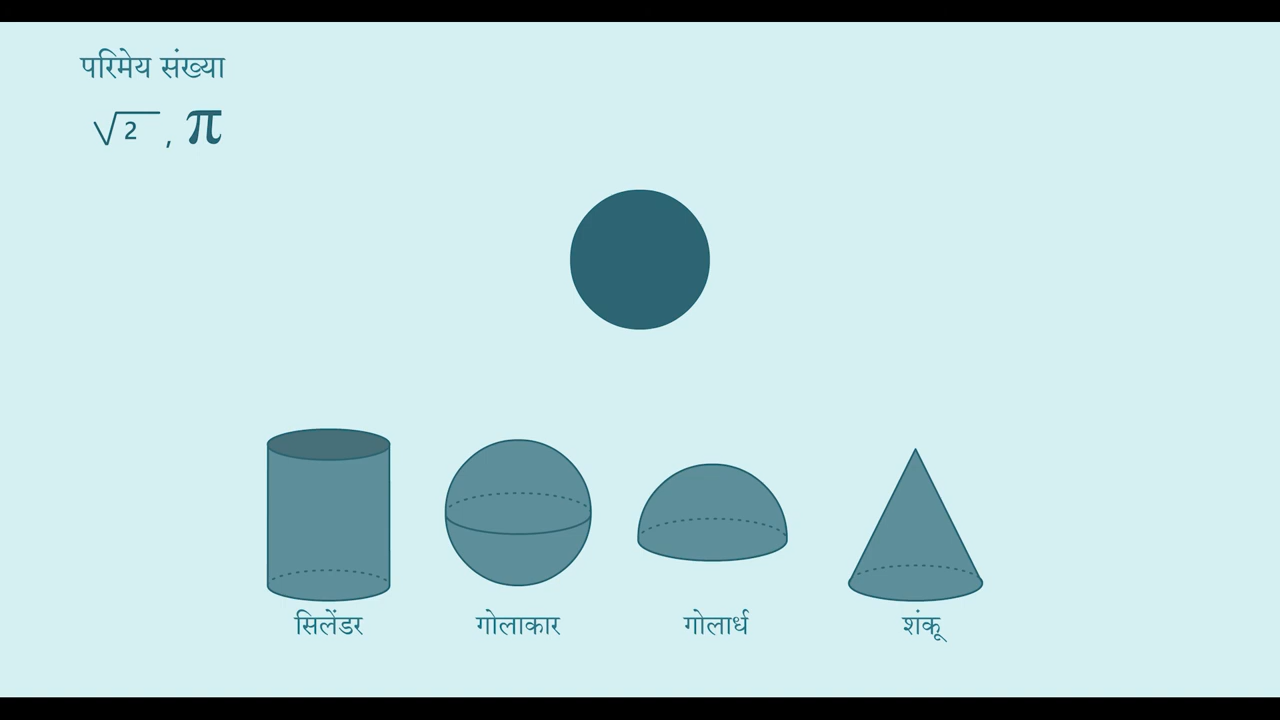 परिमेय संख्या
√2, π
सिलेंडर
गोलाकार
गोलार्ध
शंकू